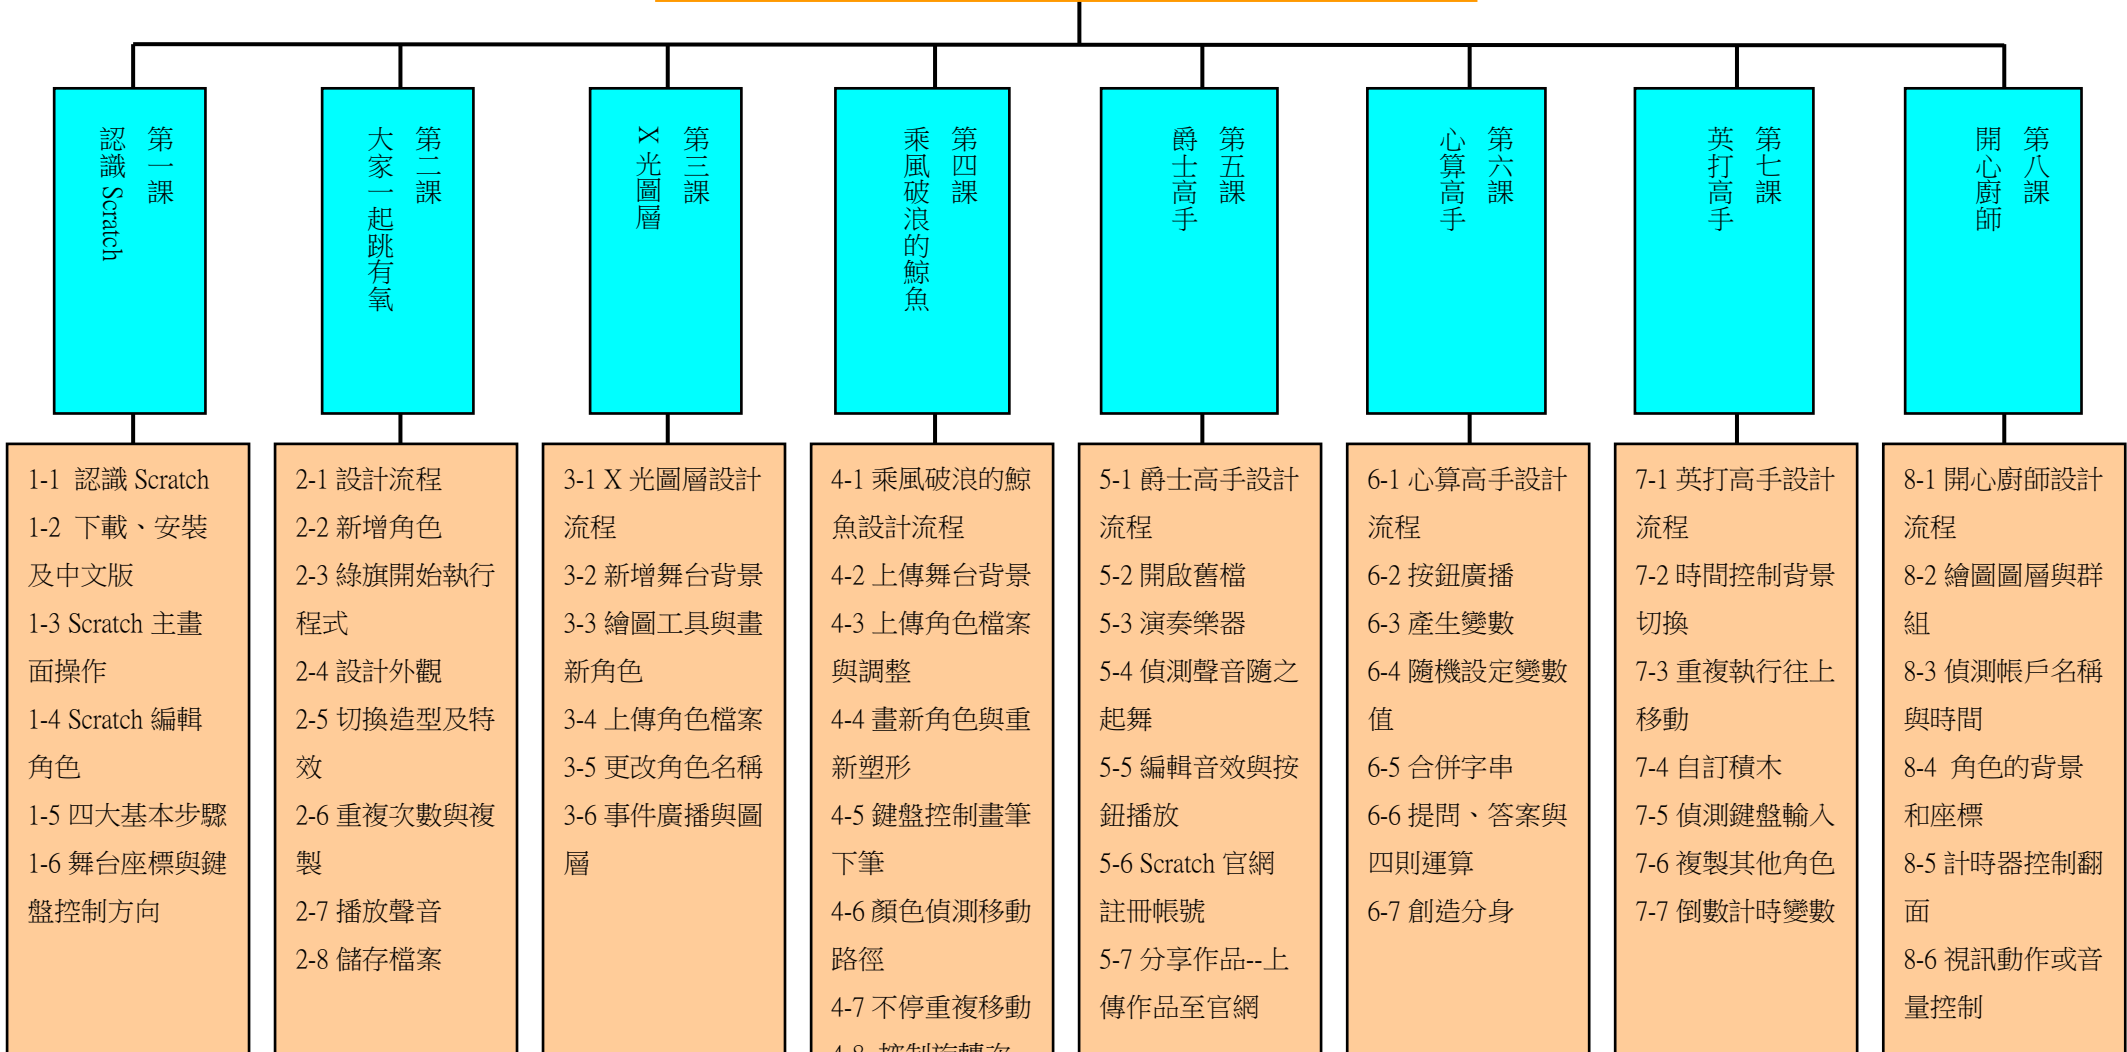 第一課
認識 Scratch
第二課
大家一起跳有氧
第三課
X 光圖層
第四課
乘風破浪的鯨魚
第五課
爵士高手
第六課
心算高手
第七課
英打高手
第八課
開心廚師
1-1 認識 Scratch
1-2 下載、安裝
及中文版
1-3 Scratch 主畫
面操作
1-4 Scratch 編輯
角色
1-5 四大基本步驟
1-6 舞台座標與鍵
盤控制方向
2-1 設計流程
2-2 新增角色
2-3 綠旗開始執行
程式
2-4 設計外觀
2-5 切換造型及特
效
2-6 重複次數與複
製
2-7 播放聲音
2-8 儲存檔案
3-1 X 光圖層設計
流程
3-2 新增舞台背景
3-3 繪圖工具與畫
新角色
3-4 上傳角色檔案
3-5 更改角色名稱
3-6 事件廣播與圖
層
4-1 乘風破浪的鯨
魚設計流程
4-2 上傳舞台背景
4-3 上傳角色檔案
與調整
4-4 畫新角色與重
新塑形
4-5 鍵盤控制畫筆
下筆
4-6 顏色偵測移動
路徑
4-7 不停重複移動
4-8 控制旋轉次
5-1 爵士高手設計
流程
5-2 開啟舊檔
5-3 演奏樂器
5-4 偵測聲音隨之
起舞
5-5 編輯音效與按
鈕播放
5-6 Scratch 官網
註冊帳號
5-7 分享作品--上
傳作品至官網
6-1 心算高手設計
流程
6-2 按鈕廣播
6-3 產生變數
6-4 隨機設定變數
值
6-5 合併字串
6-6 提問、答案與
四則運算
6-7 創造分身
7-1 英打高手設計
流程
7-2 時間控制背景
切換
7-3 重複執行往上
移動
7-4 自訂積木
7-5 偵測鍵盤輸入
7-6 複製其他角色
7-7 倒數計時變數
8-1 開心廚師設計
流程
8-2 繪圖圖層與群
組
8-3 偵測帳戶名稱
與時間
8-4 角色的背景
和座標
8-5 計時器控制翻
面
8-6 視訊動作或音
量控制